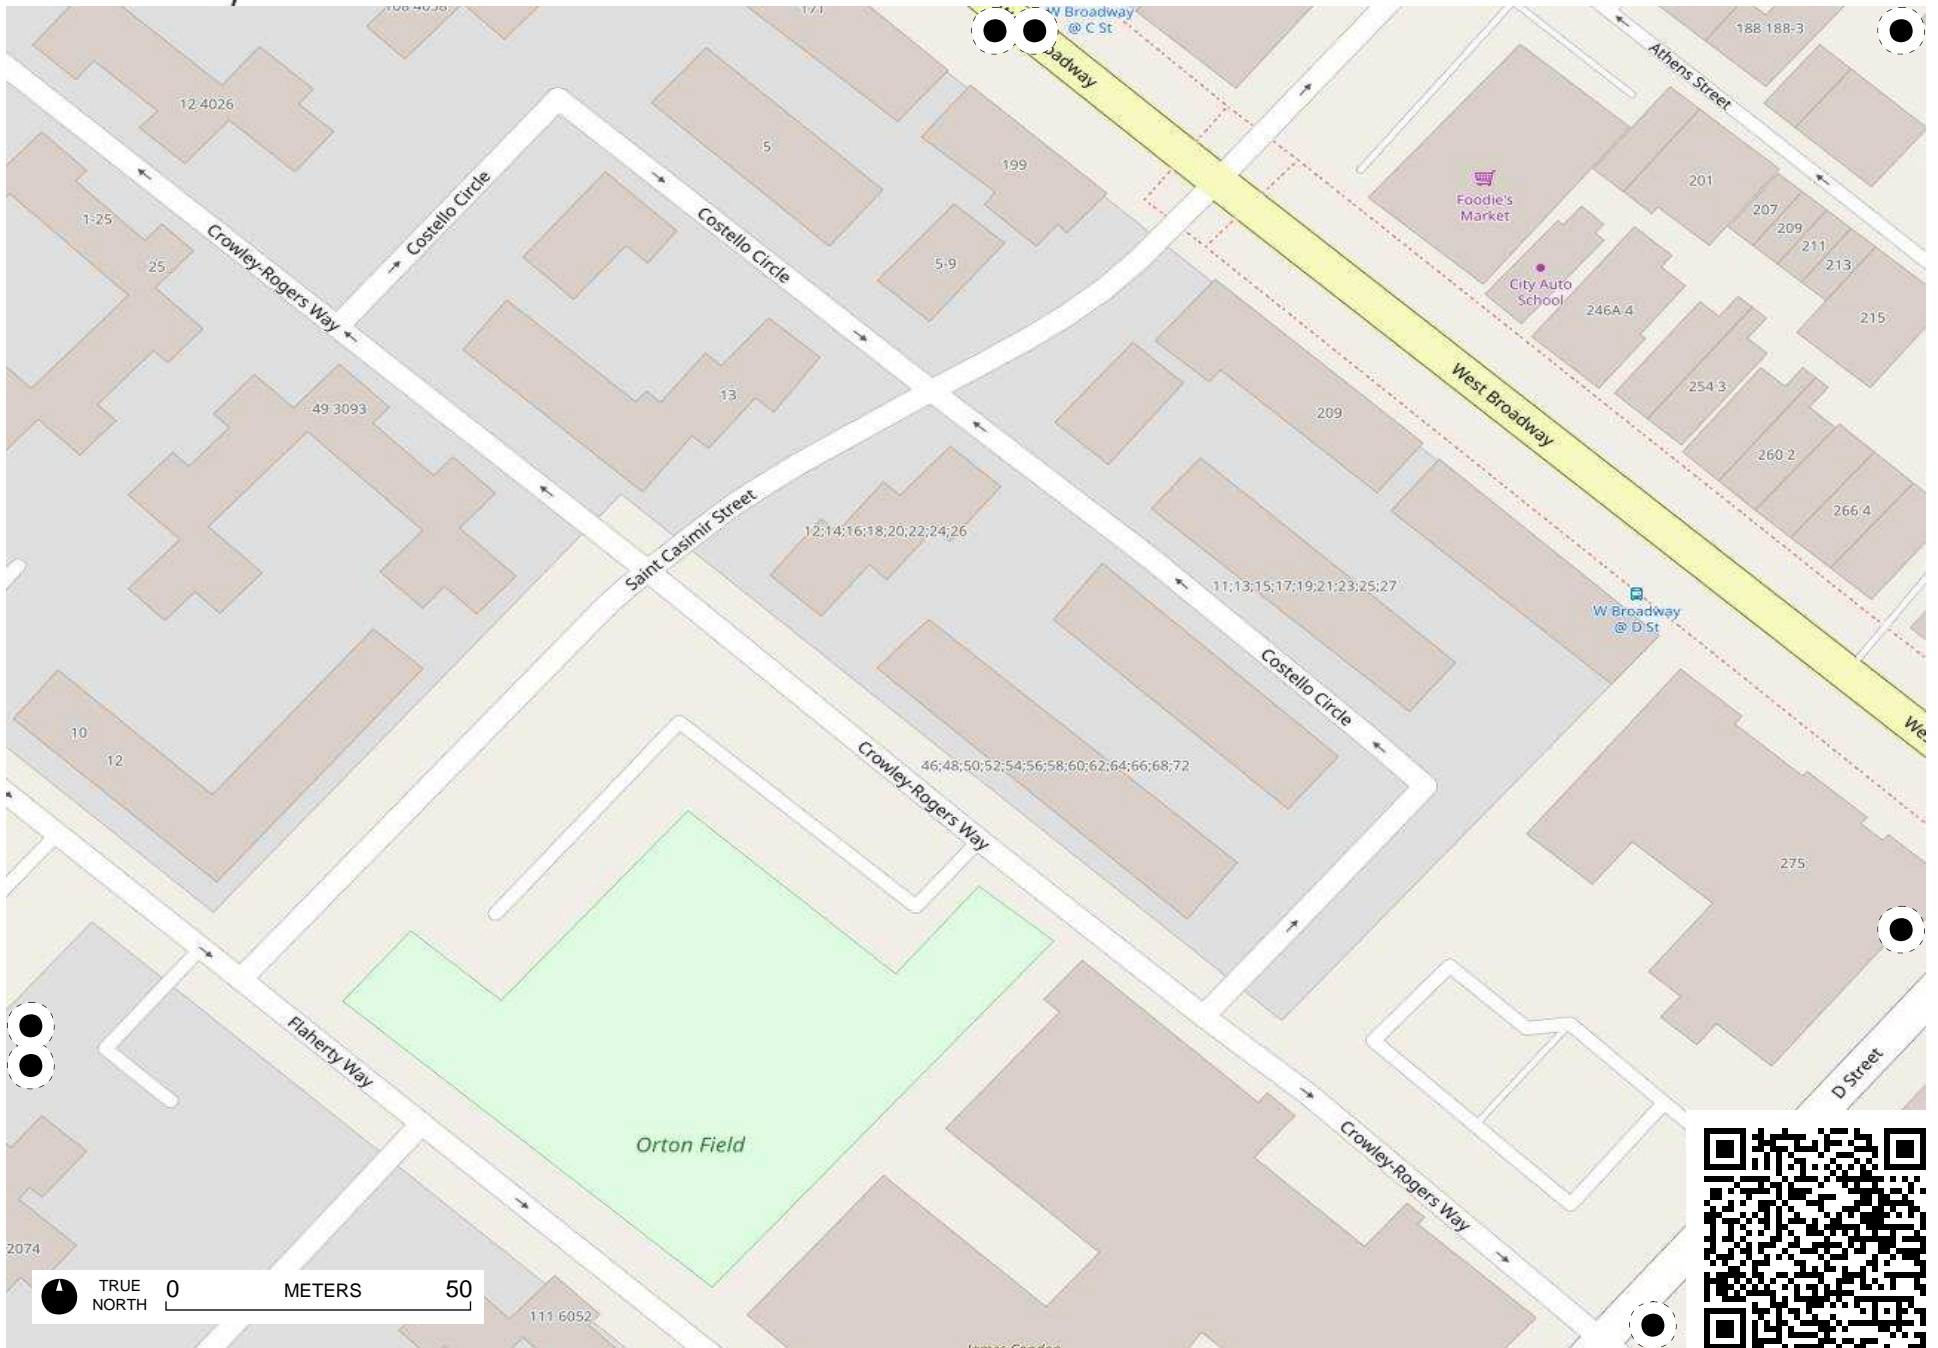 W Broadway
@ C St
188 188-3
Athens Street
12 4026
5
199
201
Foodie's
Market
207
209
211
213
1-25
25
Costello Circle
Costello Circle
Crowley-Rogers Way
5-9
City Auto
School
246A 4
215
49 3093
13
209
West Broadway
254 3
260 2
266 4
Saint Casimir Street
12;14;16;18;20;22;24;26
11;13;15;17;19;21;23;25;27
W Broadway
@ D St
Costello Circle
10
12
Crowley-Rogers Way
46;48;50;52;54;56;58;60;62;64;66;68;72
275
Flaherty Way
D Street
Orton Field
Crowley-Rogers Way
2074
TRUE
NORTH
0 METERS 50
111 6052